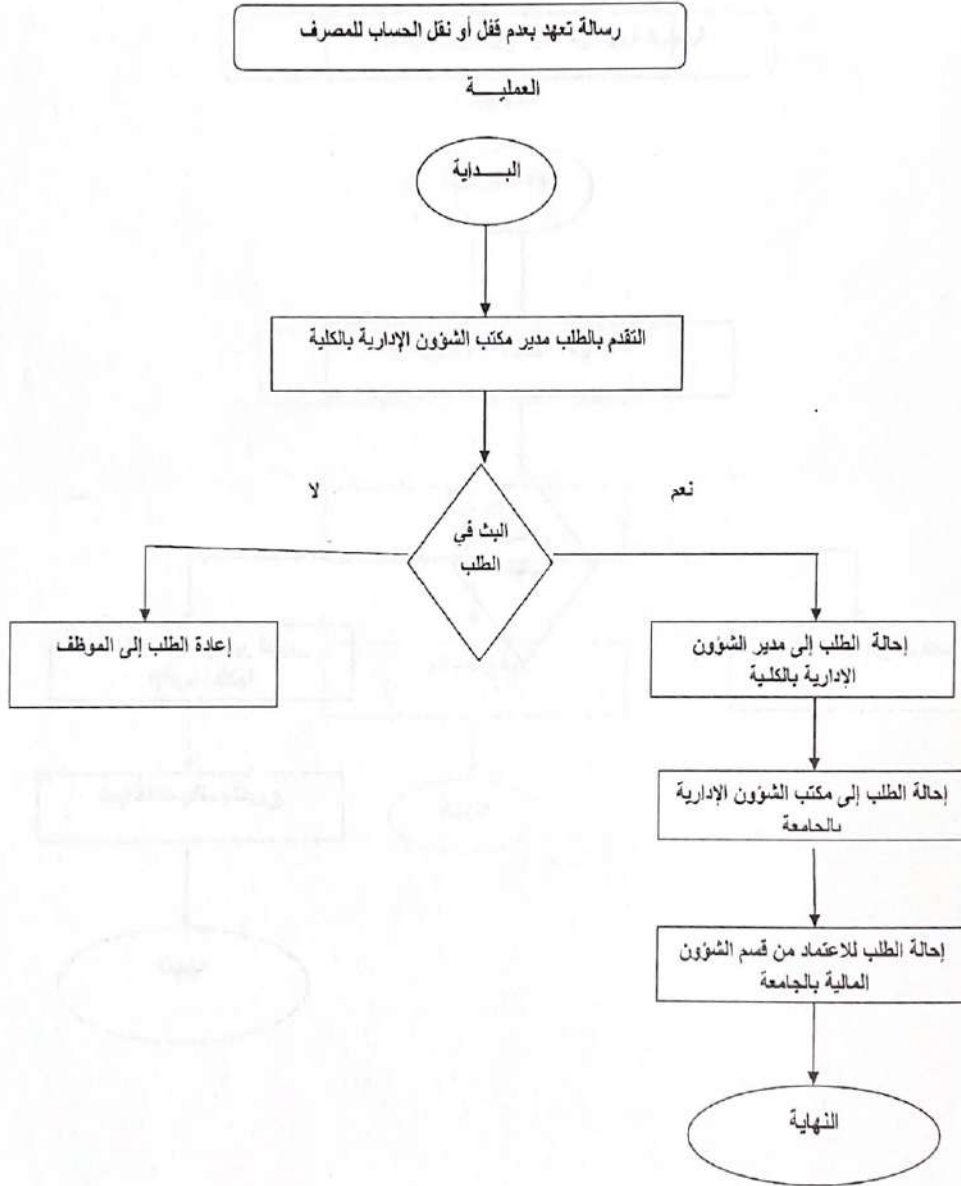 رسالة تعهد بعدم قفل أو نقل الحساب للمصرف
العمليـــة
البـــداية
التقدم بالطلب مدير مكتب الشؤون الإدارية بالكلية
نعم
لا
البث في
الطلب
إحالة الطلب إلى مدير الشؤون
الإدارية بالكلية
إعادة الطلب إلى الموظف
إحالة الطلب إلى مكتب الشؤون الإدارية
بالجامعة
إحالة الطلب للاعتماد من قسم الشؤون
المالية بالجامعة
النهاية